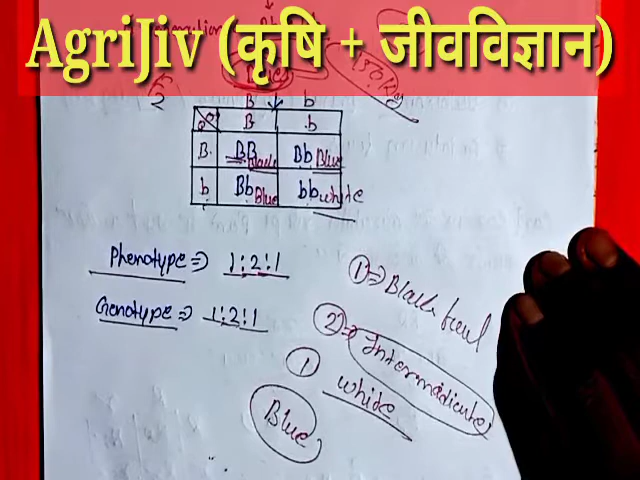 AgriJiv (कृषि + जीवविज्ञान)
B b
B b
B BB Black Bb Blue
b Bb Blue bb white
Phenotype ⇒ 1:2:1
Genotype ⇒ 1:2:1
① ⇒ Black fowl
② ⇒ Intermidicate
① white
Blue